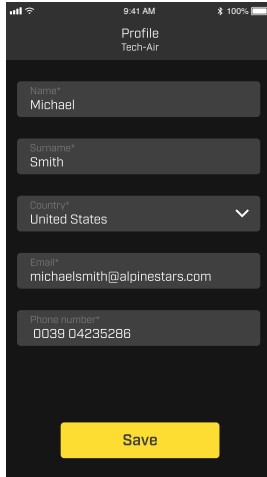 9:41 AM
100%
Profile
Tech-Air
Name*
Michael
Surname*
Smith
Country*
United States
Email*
michaelsmith@alpinestars.com
Phone number*
0039 04235286
Save